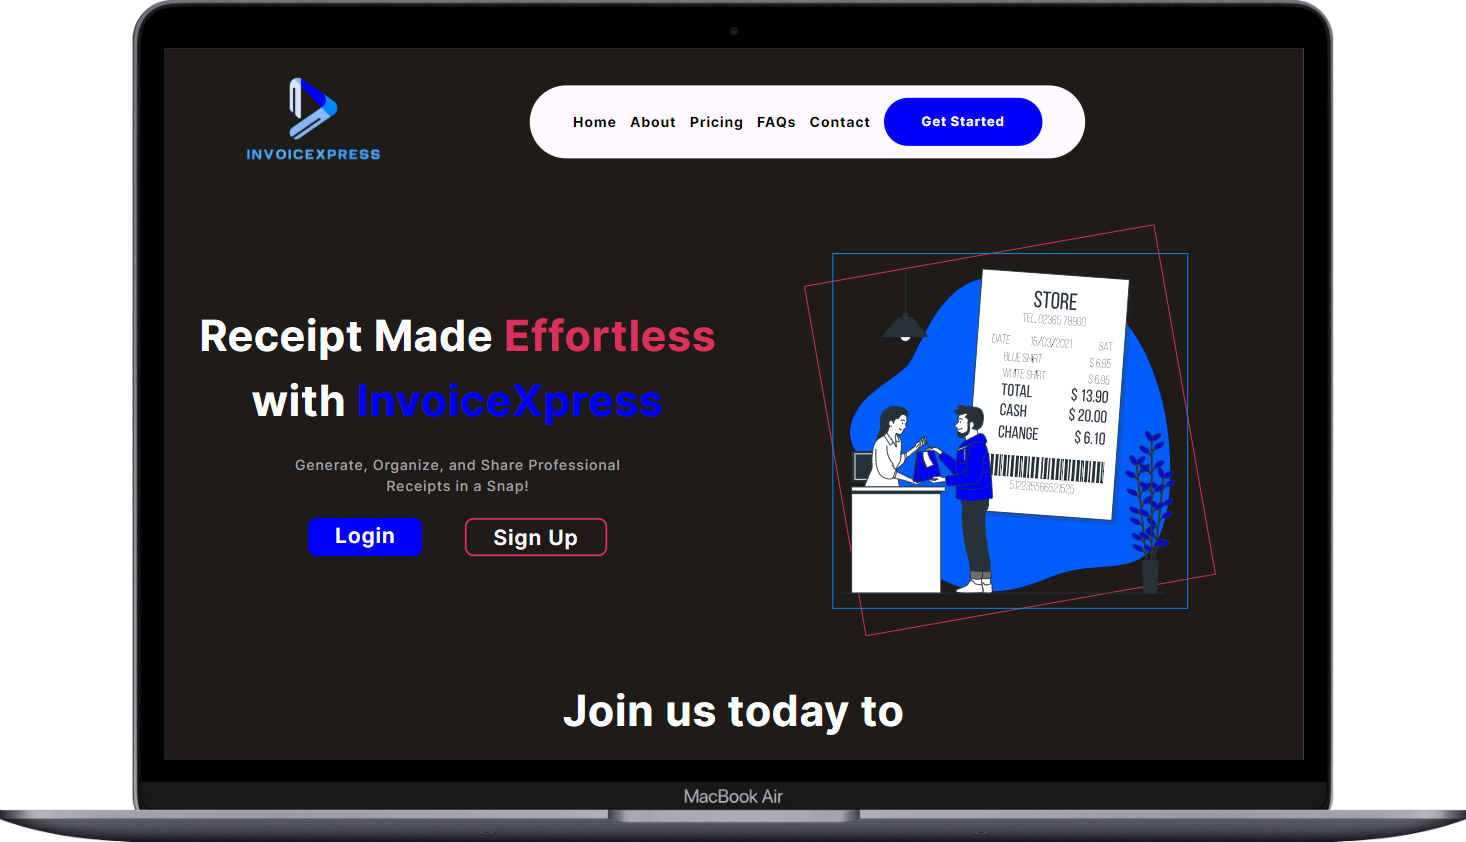 INVOICEXPRESS
Home About Pricing FAQs Contact Get Started
Receipt Made Effortless
with InvoiceXpress
Generate, Organize, and Share Professional
Receipts in a Snap!
Login Sign Up
STORE
TEL. 02365 78900
DATE 15/03/2021 SAT
BLUE SHIRT $ 6.95
WHITE SHIRT $ 6.95
TOTAL $ 13.90
CASH $ 20.00
CHANGE $ 6.10
Join us today to
MacBook Air